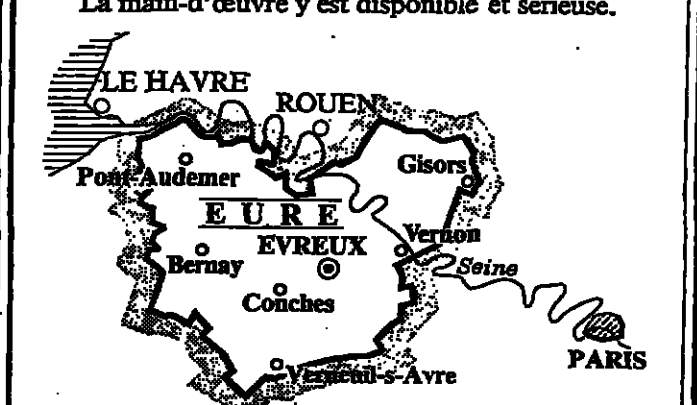 La main-d'œuvre y est disponible et sérieuse.
LE HAVRE
ROUEN
Gisors
Pont-Audemer
EURE
Vernon
EVREUX
Bernay
Seine
Conches
PARIS
Verneuil-s-Avre